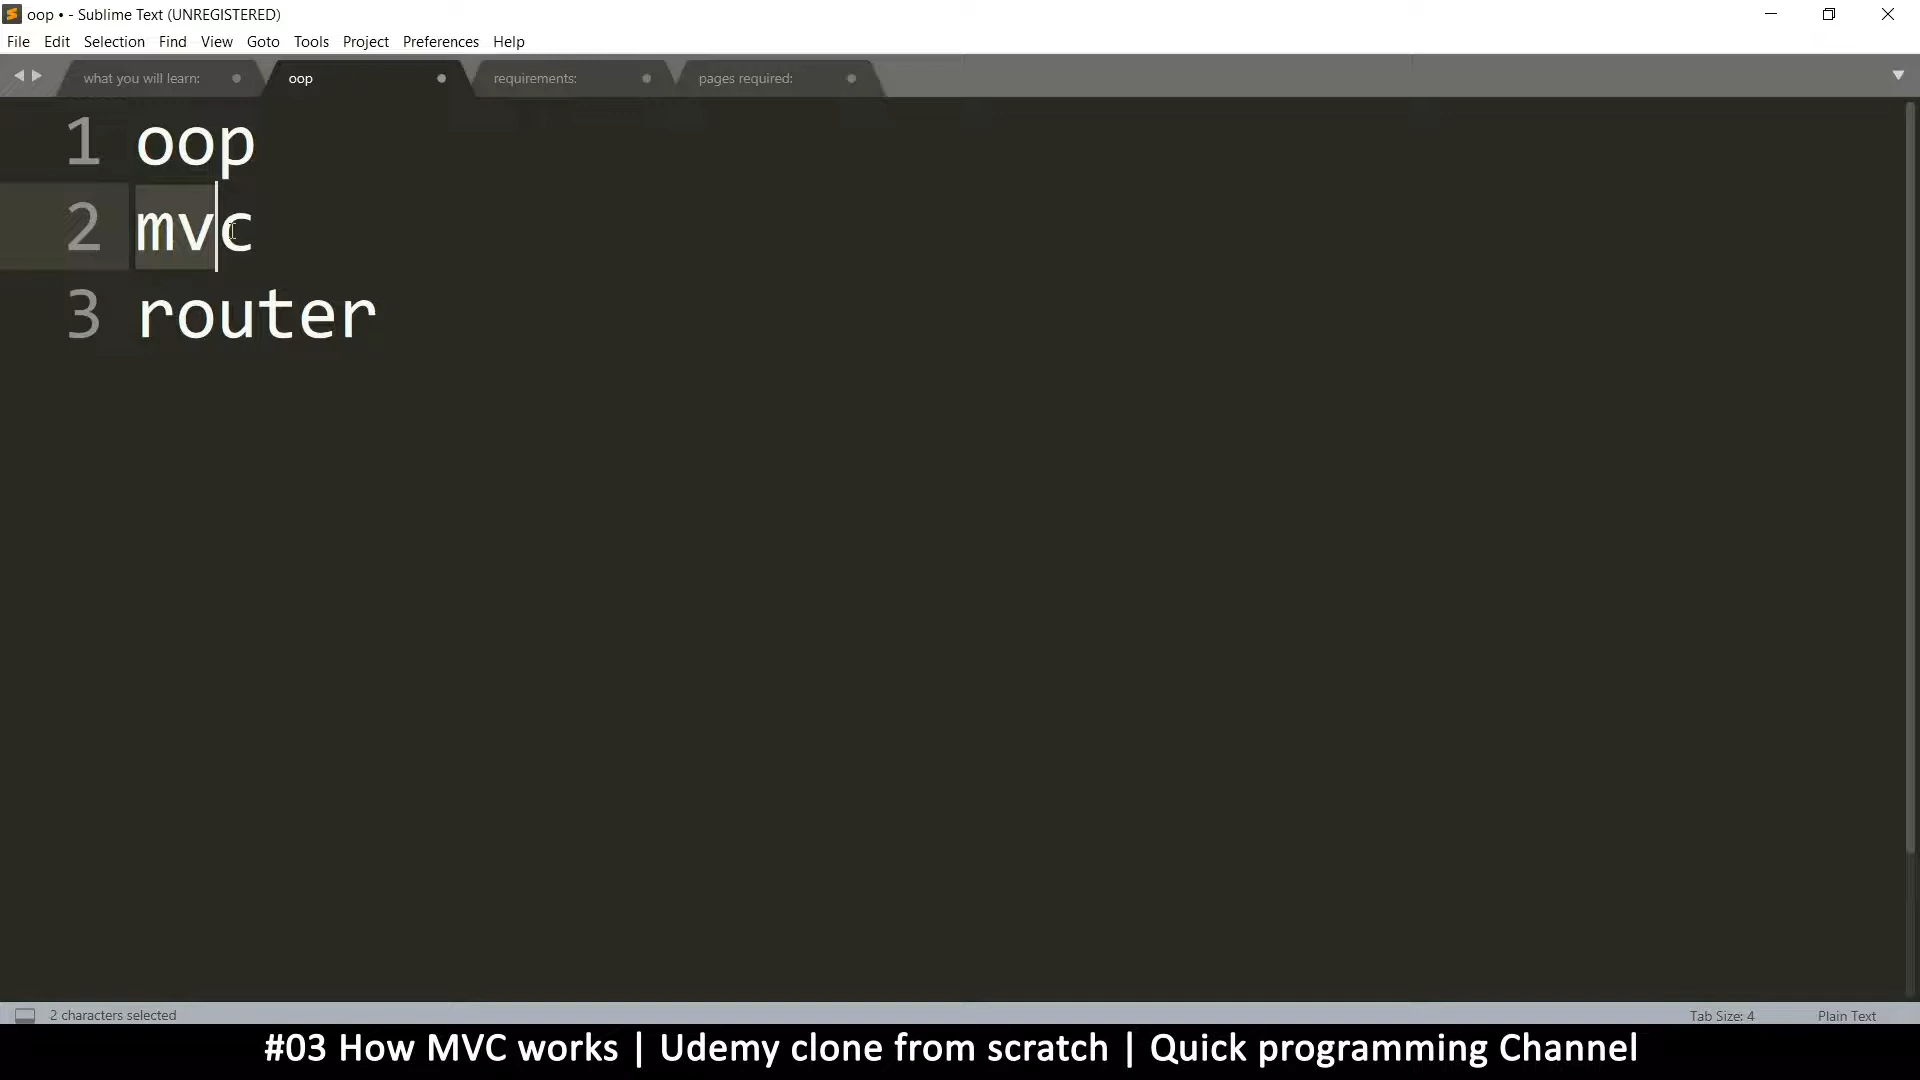 oop • - Sublime Text (UNREGISTERED)
File Edit Selection Find View Goto Tools Project Preferences Help
what you will learn: oop requirements: pages required:
1 oop
2 mvc
3 router
2 characters selected Tab Size: 4 Plain Text
#03 How MVC works | Udemy clone from scratch | Quick programming Channel